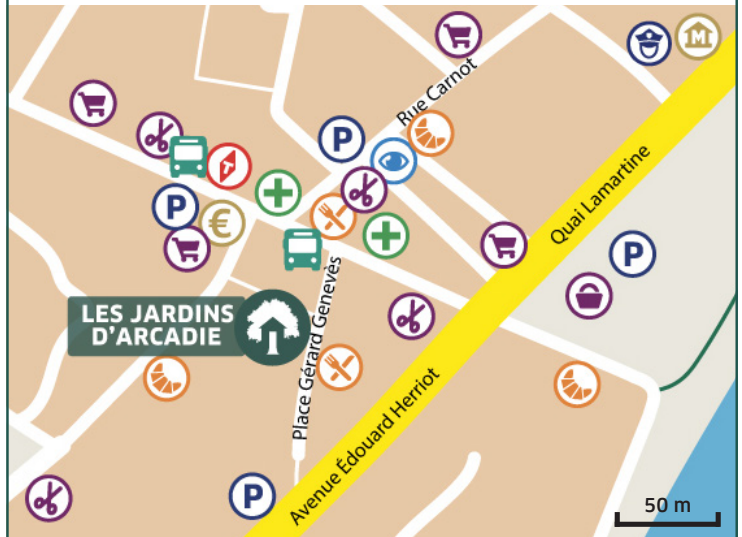 M
Rue Carnot
P
T
P
€
Quai Lamartine
P
LES JARDINS
D'ARCADIE
Place Gérard Genevès
Avenue Édouard Herriot
P
50 m